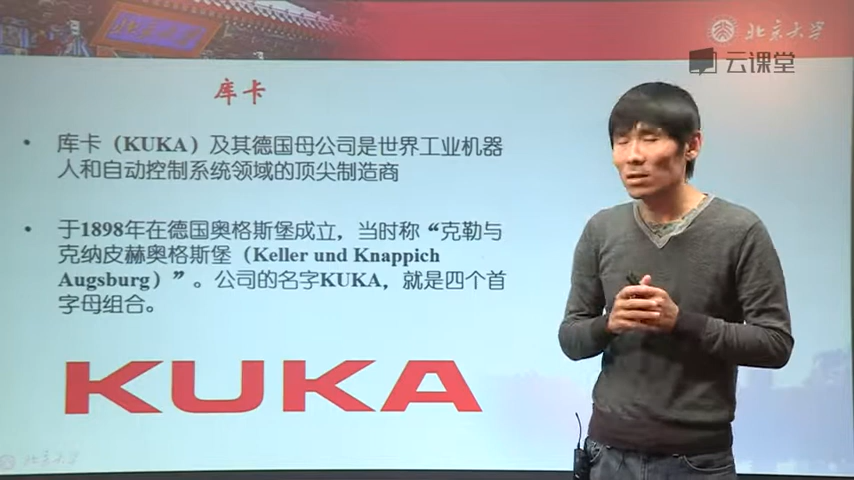 北京大学
云课堂
库卡
• 库卡（KUKA）及其德国母公司是世界工业机器
人和自动控制系统领域的顶尖制造商
• 于1898年在德国奥格斯堡成立，当时称“克勒与
克纳皮赫奥格斯堡（Keller und Knappich
Augsburg）”。公司的名字KUKA，就是四个首
字母组合。
KUKA
北京大学